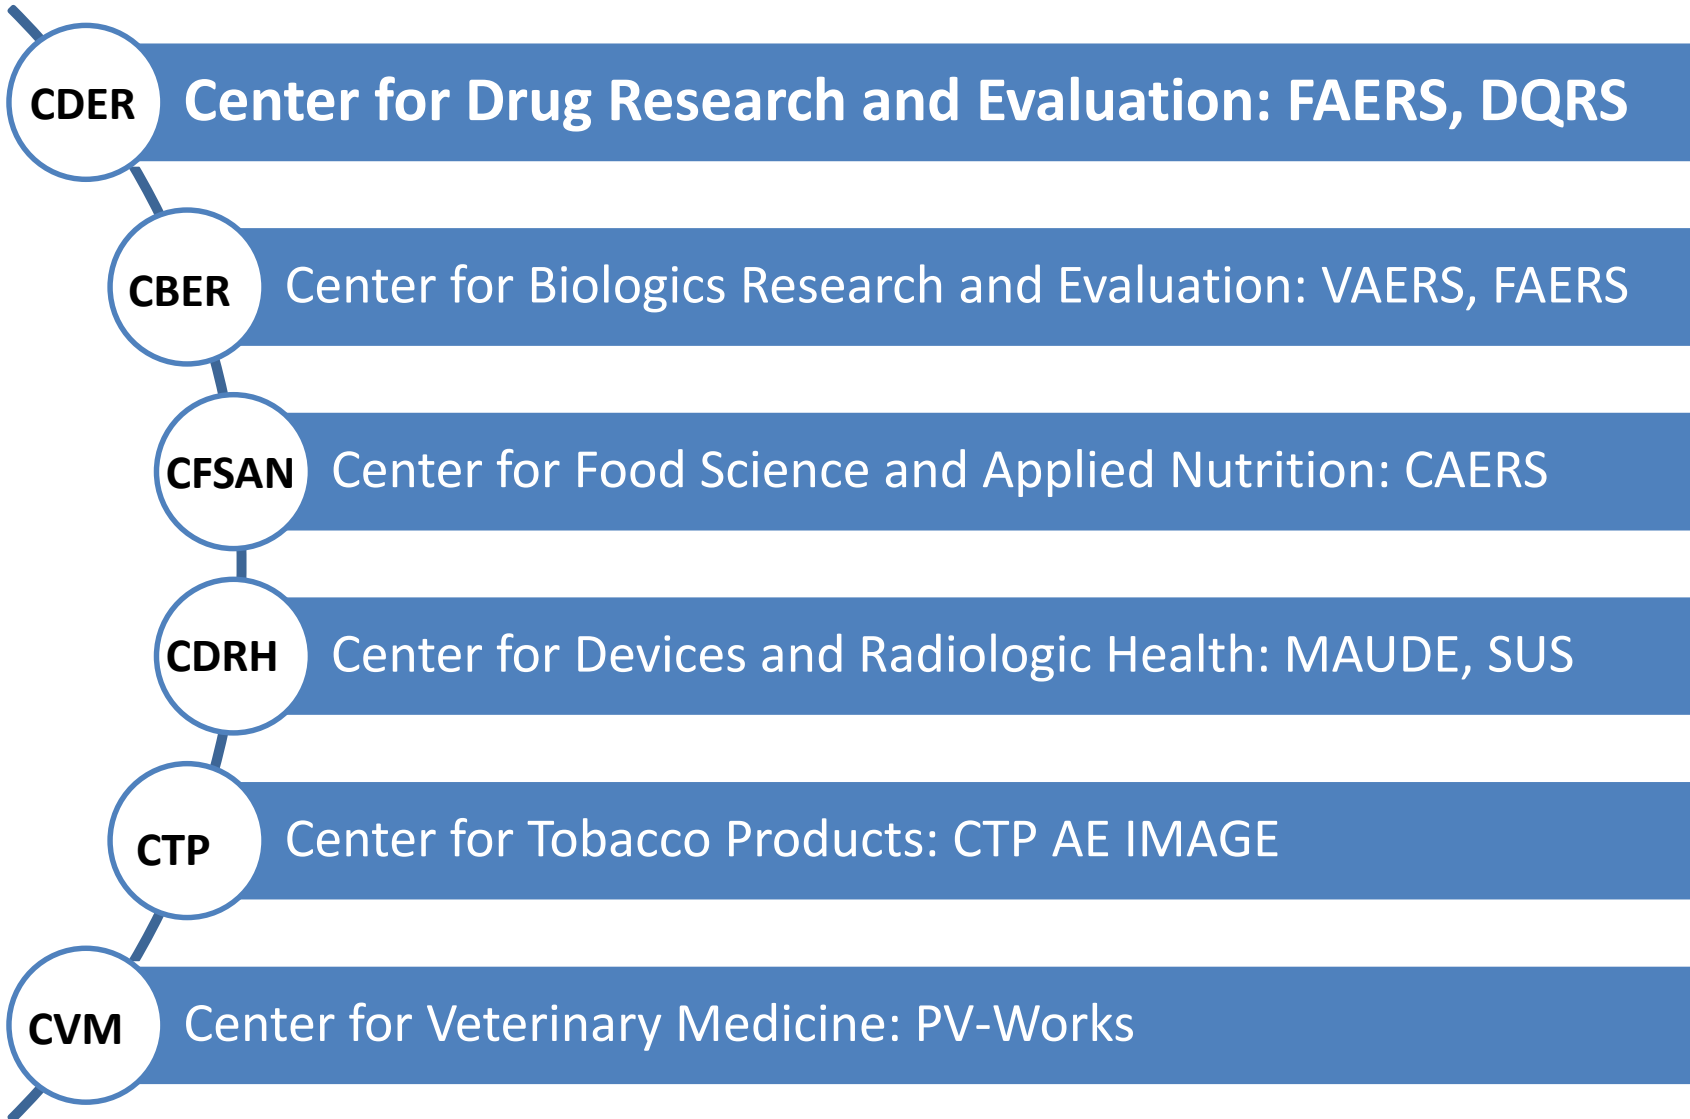 CDER
Center for Drug Research and Evaluation: FAERS, DQRS
CBER
Center for Biologics Research and Evaluation: VAERS, FAERS
CFSAN
Center for Food Science and Applied Nutrition: CAERS
CDRH
Center for Devices and Radiologic Health: MAUDE, SUS
CTP
Center for Tobacco Products: CTP AE IMAGE
CVM
Center for Veterinary Medicine: PV-Works